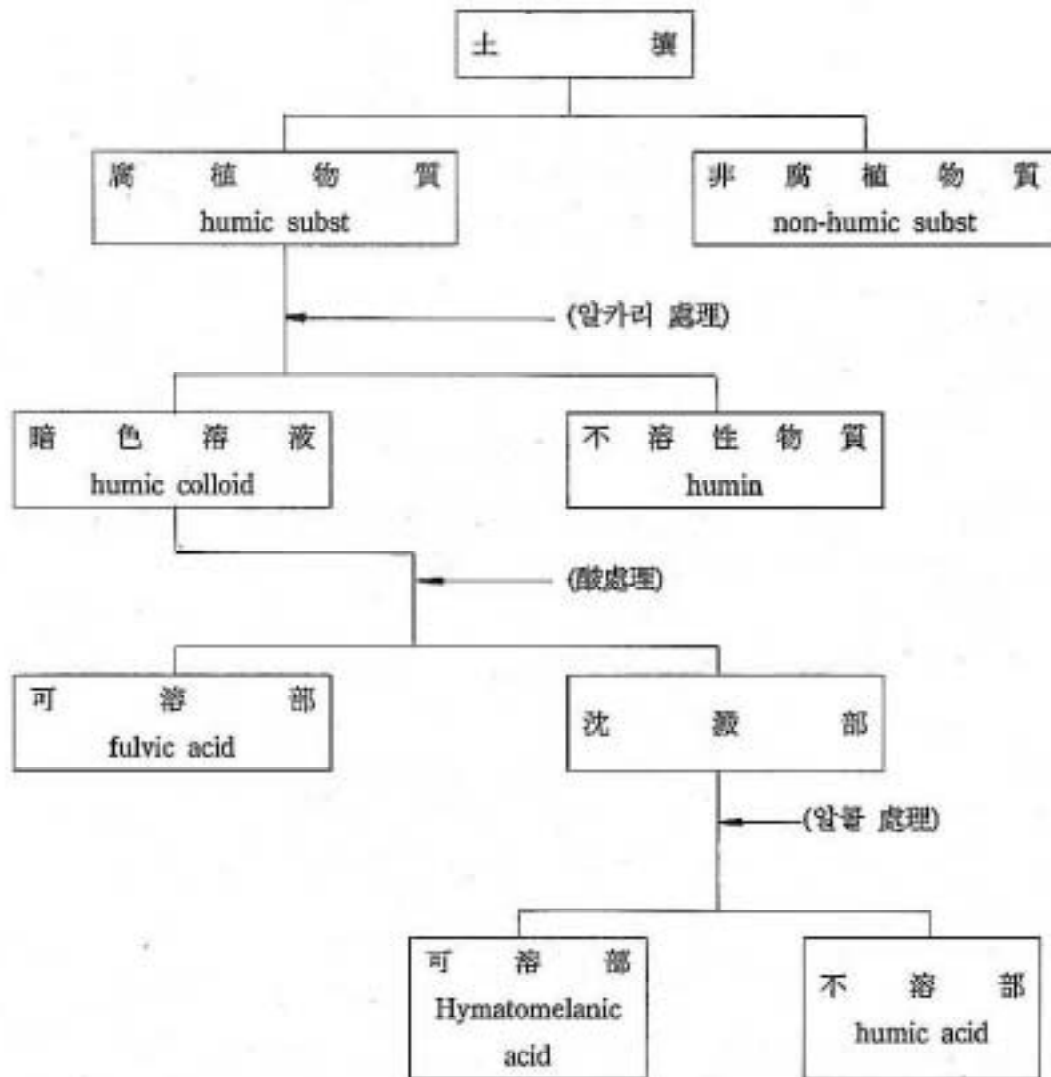 土壤
腐植物質
humic subst
非腐植物質
non-humic subst
(알카리 處理)
暗色溶液
humic colloid
不溶性物質
humin
(酸處理)
可溶部
fulvic acid
沈澱部
(알콜 處理)
可溶部
Hymatomelanic
acid
不溶部
humic acid